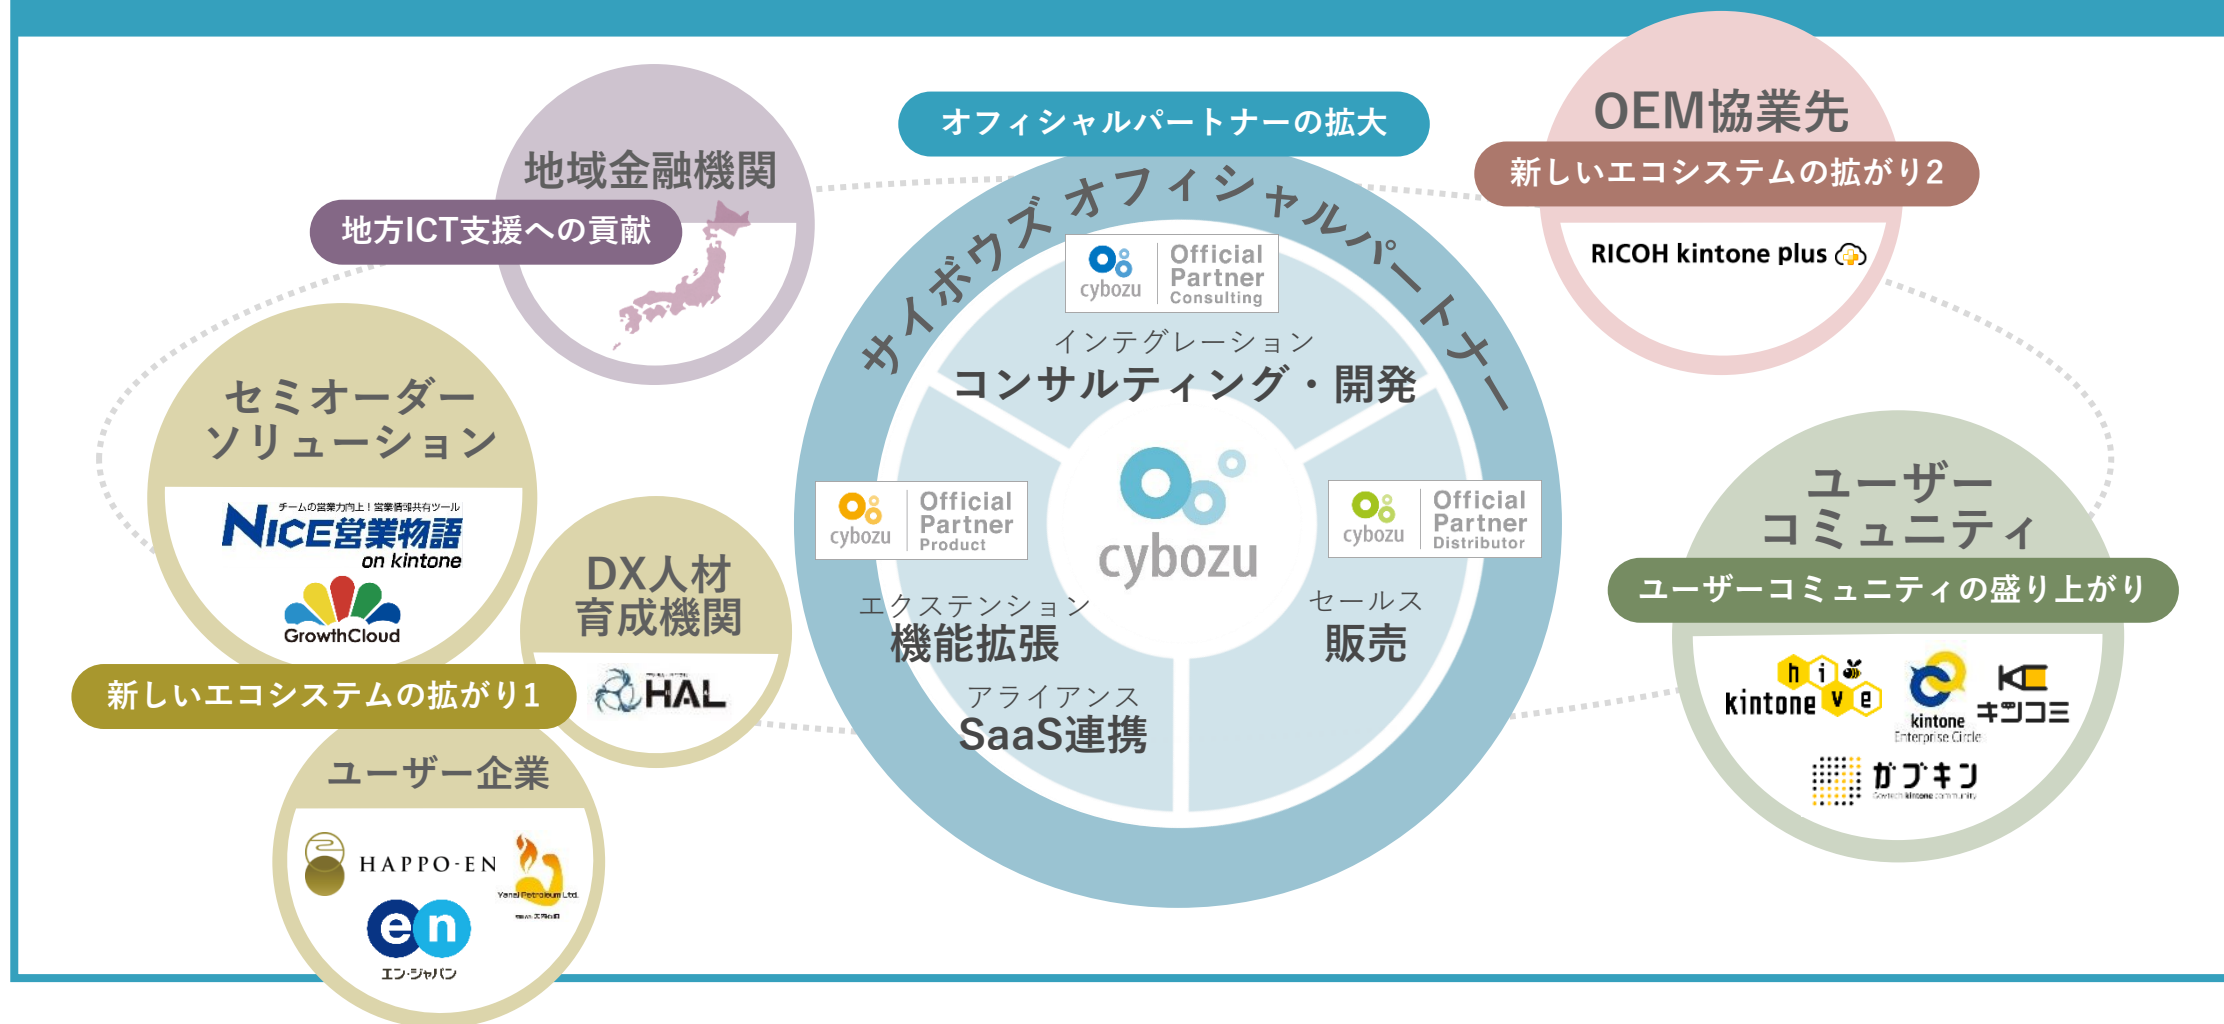 オフィシャルパートナーの拡大
サイボウズ オフィシャルパートナー
cybozu
Official
Partner
Consulting
インテグレーション
コンサルティング・開発
cybozu
Official
Partner
Product
エクステンション
機能拡張
アライアンス
SaaS連携
cybozu
cybozu
Official
Partner
Distributor
セールス
販売
地域金融機関
地方ICT支援への貢献
セミオーダー
ソリューション
チームの営業力向上！営業情報共有ツール
NICE営業物語
on kintone
GrowthCloud
DX人材
育成機関
HAL
新しいエコシステムの拡がり1
ユーザー企業
HAPPO-EN
Yanai Petroleum Ltd.
en
エン・ジャパン
OEM協業先
新しいエコシステムの拡がり2
RICOH kintone plus
ユーザー
コミュニティ
ユーザーコミュニティの盛り上がり
kintone hive
kintone
Enterprise Circle
キンコミ
ガブキン
Govtech kintone community